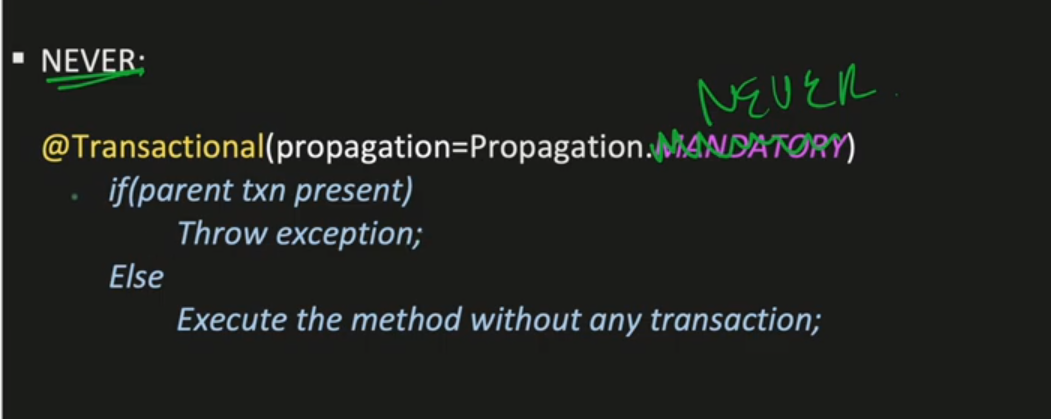 ▪ NEVER:
NEVER
@Transactional(propagation=Propagation.MANDATORY)
if(parent txn present)
Throw exception;
Else
Execute the method without any transaction;